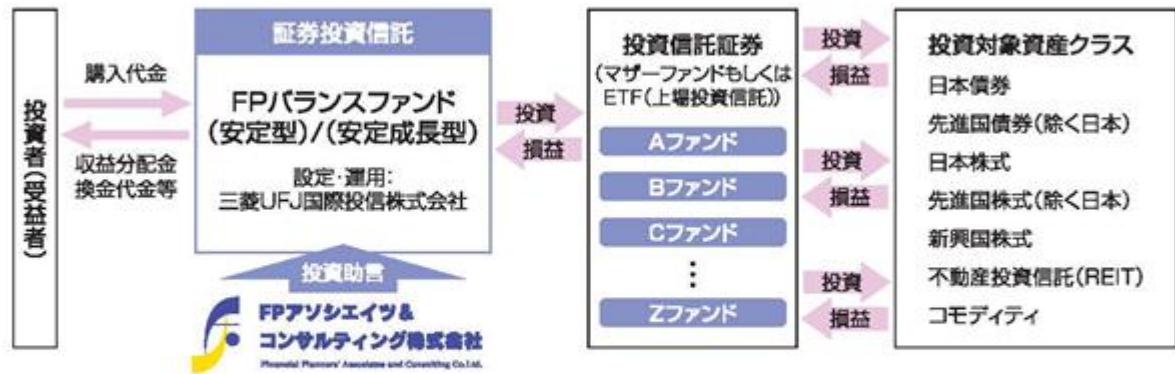 投資者(受益者)
購入代金
収益分配金
換金代金等
証券投資信託
FPバランスファンド
(安定型)/(安定成長型)
設定・運用:
三菱UFJ国際投信株式会社
投資助言
FPアソシエイツ&
コンサルティング株式会社
Financial Planners' Associates and Consulting Co.Ltd.
投資
損益
投資信託証券
(マザーファンドもしくは
ETF(上場投資信託))
Aファンド
Bファンド
Cファンド
⋮
Zファンド
投資
損益
投資
損益
投資
損益
投資対象資産クラス
日本債券
先進国債券(除く日本)
日本株式
先進国株式(除く日本)
新興国株式
不動産投資信託(REIT)
コモディティ